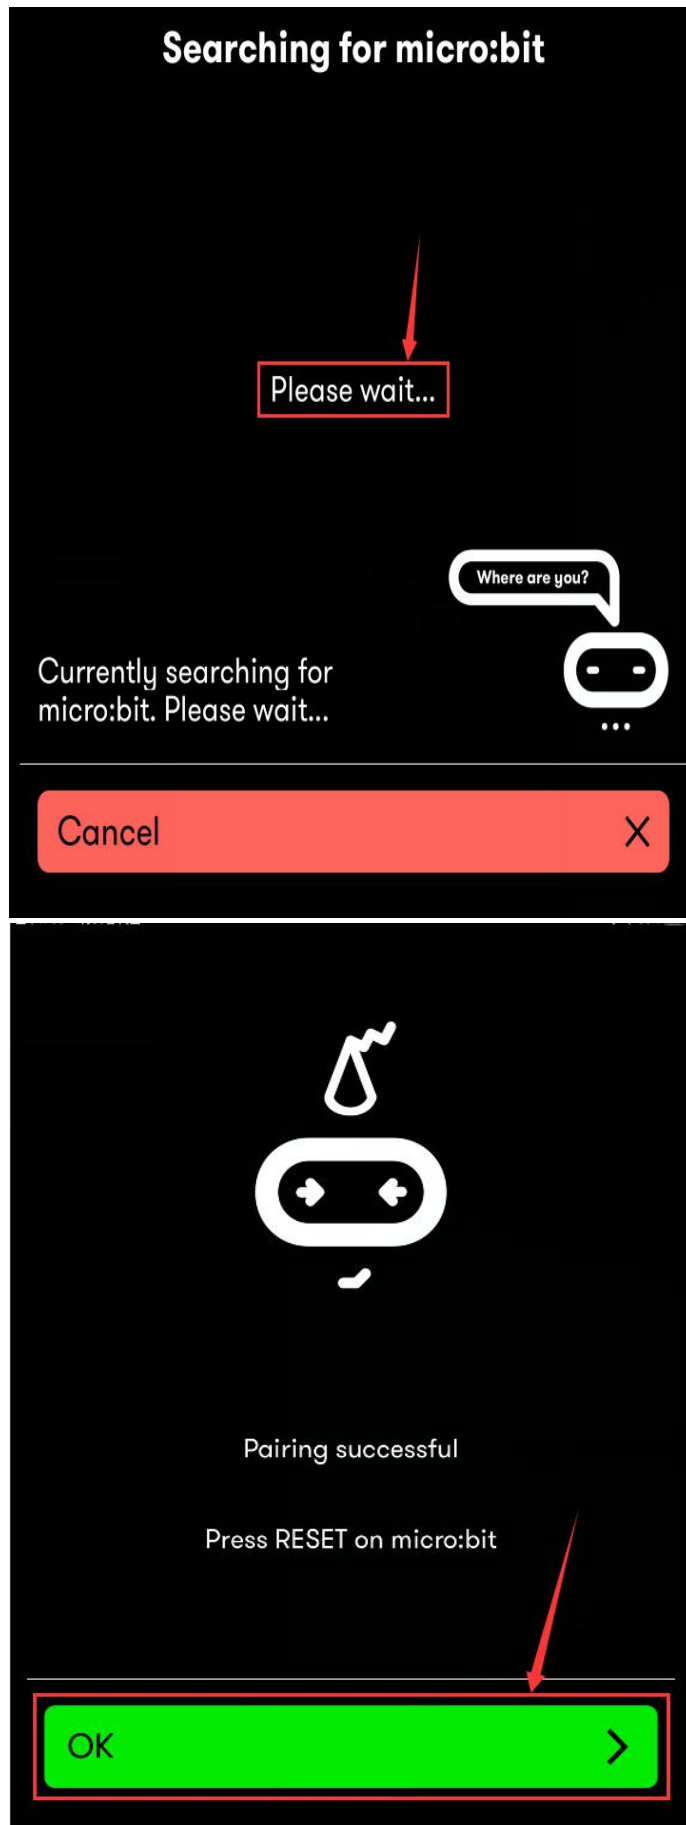 Searching for micro:bit
Please wait...
Where are you?
Currently searching for
micro:bit. Please wait...
Cancel X
Pairing successful
Press RESET on micro:bit
OK